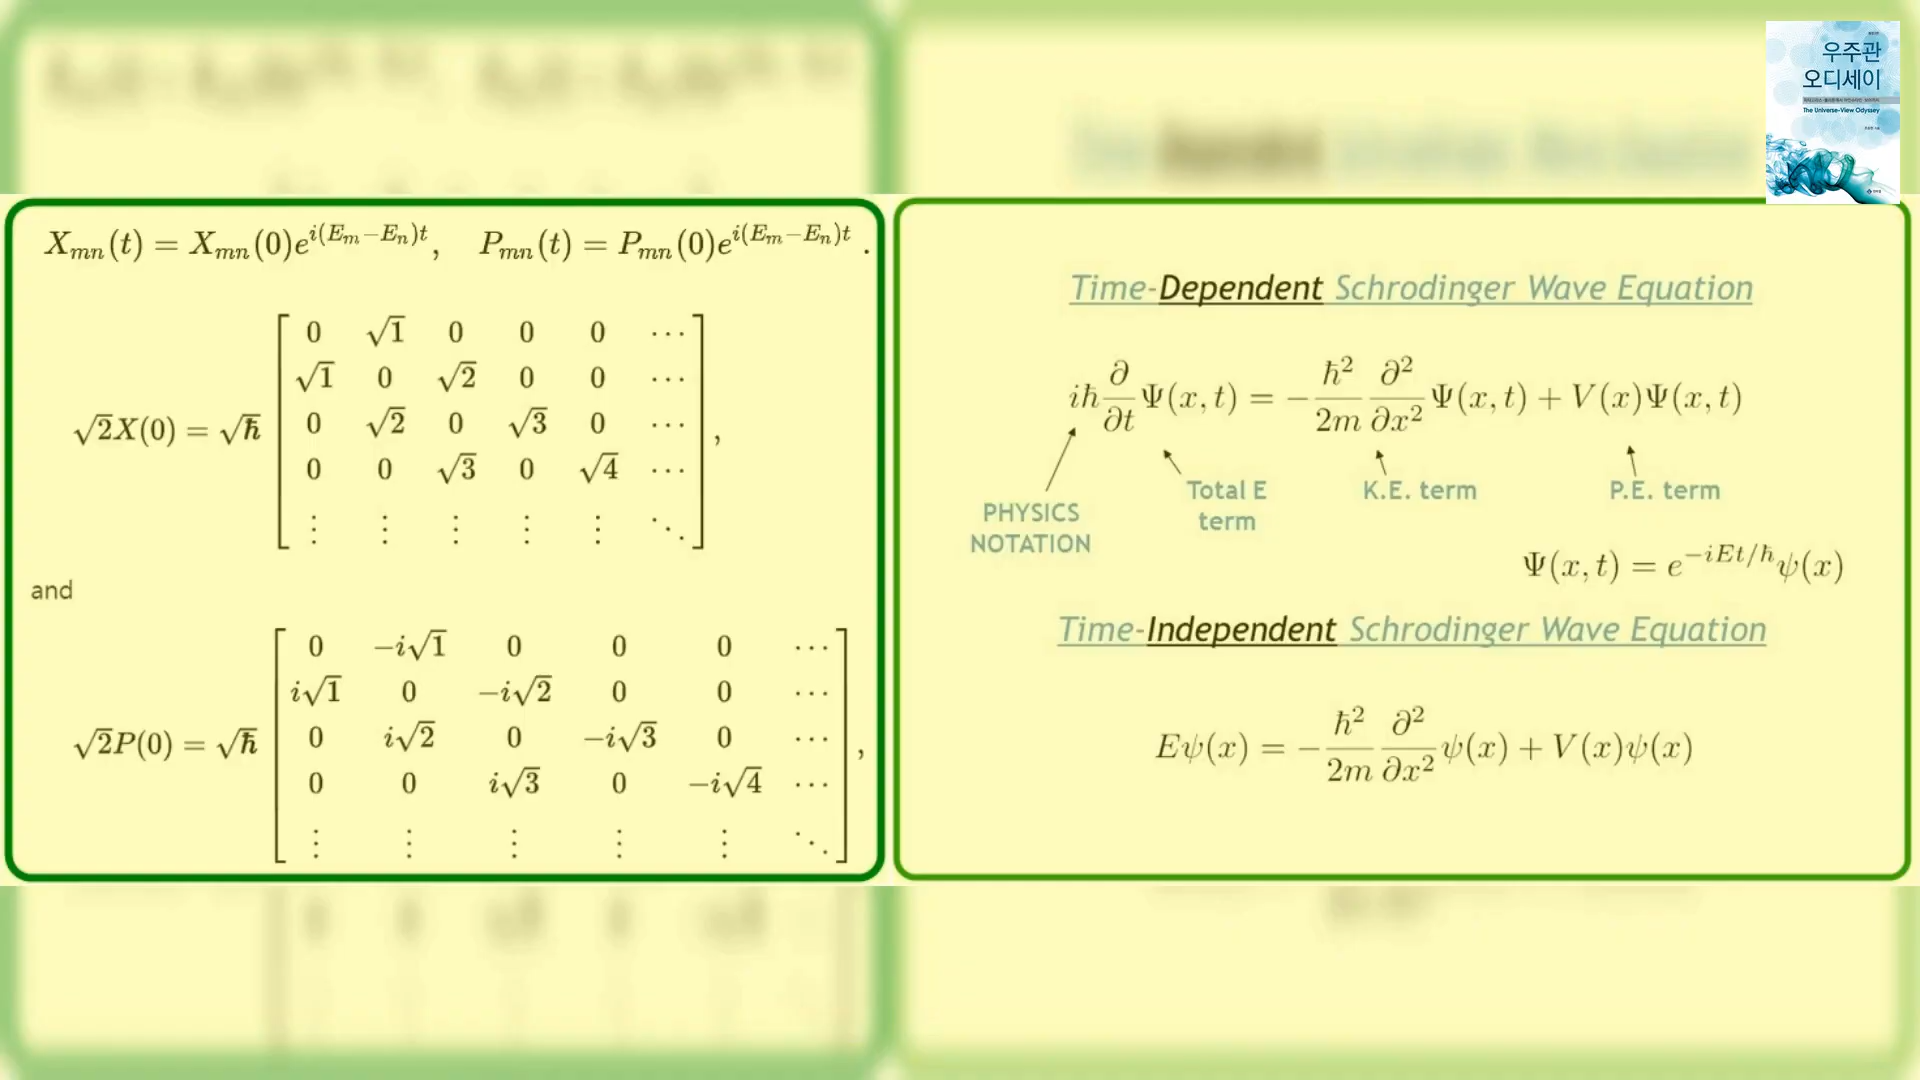 X_{mn}(t) = X_{mn}(0)e^{i(E_m−E_n)t}, P_{mn}(t) = P_{mn}(0)e^{i(E_m−E_n)t} .
√2X(0) = √ℏ
0 √1 0 0 0 ⋯
√1 0 √2 0 0 ⋯
0 √2 0 √3 0 ⋯
0 0 √3 0 √4 ⋯
⋮ ⋮ ⋮ ⋮ ⋮ ⋱
,
and
√2P(0) = √ℏ
0 −i√1 0 0 0 ⋯
i√1 0 −i√2 0 0 ⋯
0 i√2 0 −i√3 0 ⋯
0 0 i√3 0 −i√4 ⋯
⋮ ⋮ ⋮ ⋮ ⋮ ⋱
,
Time-Dependent Schrodinger Wave Equation
iℏ ∂/∂t Ψ(x, t) = −ℏ²/2m ∂²/∂x² Ψ(x, t) + V(x)Ψ(x, t)
PHYSICS
NOTATION
Total E
term
K.E. term
P.E. term
Ψ(x, t) = e^{−iEt/ℏ}ψ(x)
Time-Independent Schrodinger Wave Equation
Eψ(x) = −ℏ²/2m ∂²/∂x² ψ(x) + V(x)ψ(x)
우주관
오디세이
The Universe-View Odyssey